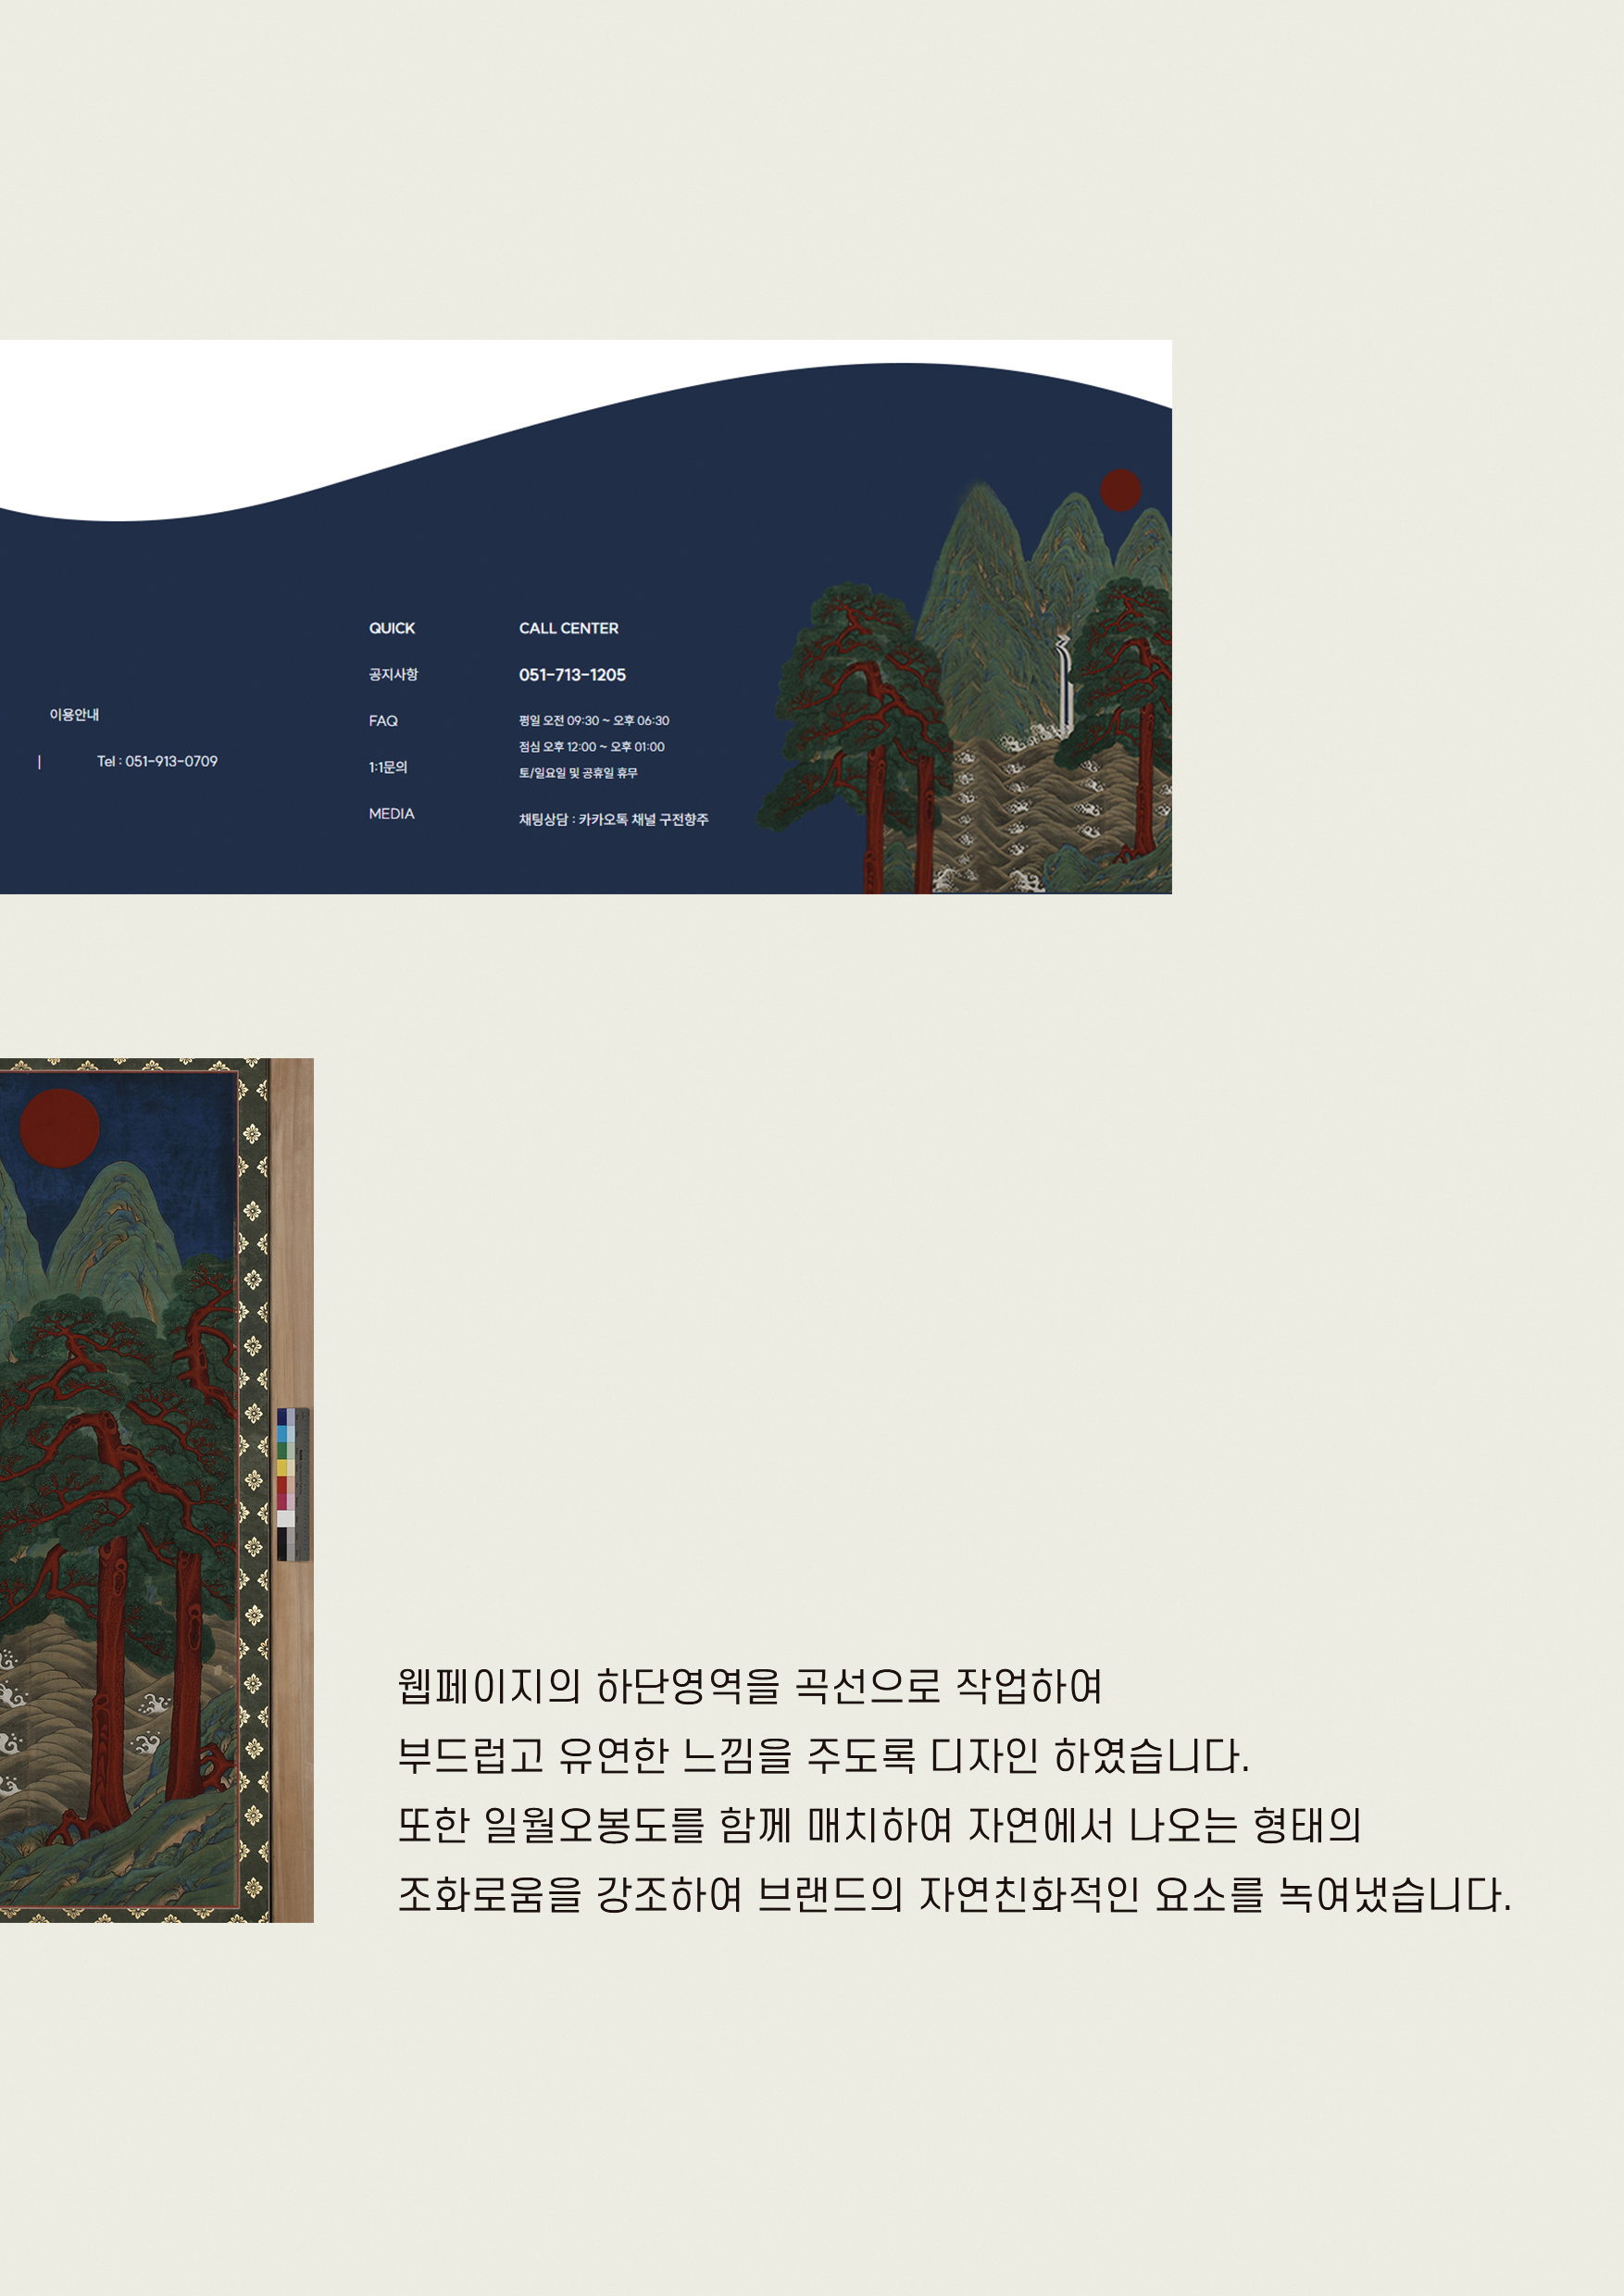 QUICK
공지사항
FAQ
1:1문의
MEDIA
CALL CENTER
051-713-1205
평일 오전 09:30 ~ 오후 06:30
점심 오후 12:00 ~ 오후 01:00
토/일요일 및 공휴일 휴무
채팅상담 : 카카오톡 채널 구전향주
이용안내
| Tel : 051-913-0709
웹페이지의 하단영역을 곡선으로 작업하여
부드럽고 유연한 느낌을 주도록 디자인 하였습니다.
또한 일월오봉도를 함께 매치하여 자연에서 나오는 형태의
조화로움을 강조하여 브랜드의 자연친화적인 요소를 녹여냈습니다.